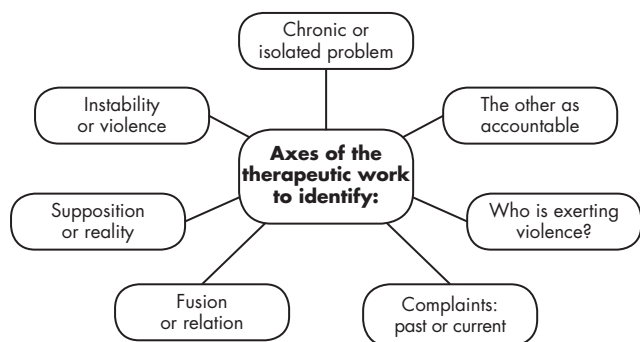 Chronic or
isolated problem
Instability
or violence
The other as
accountable
Axes of the
therapeutic work
to identify:
Supposition
or reality
Who is exerting
violence?
Fusion
or relation
Complaints:
past or current